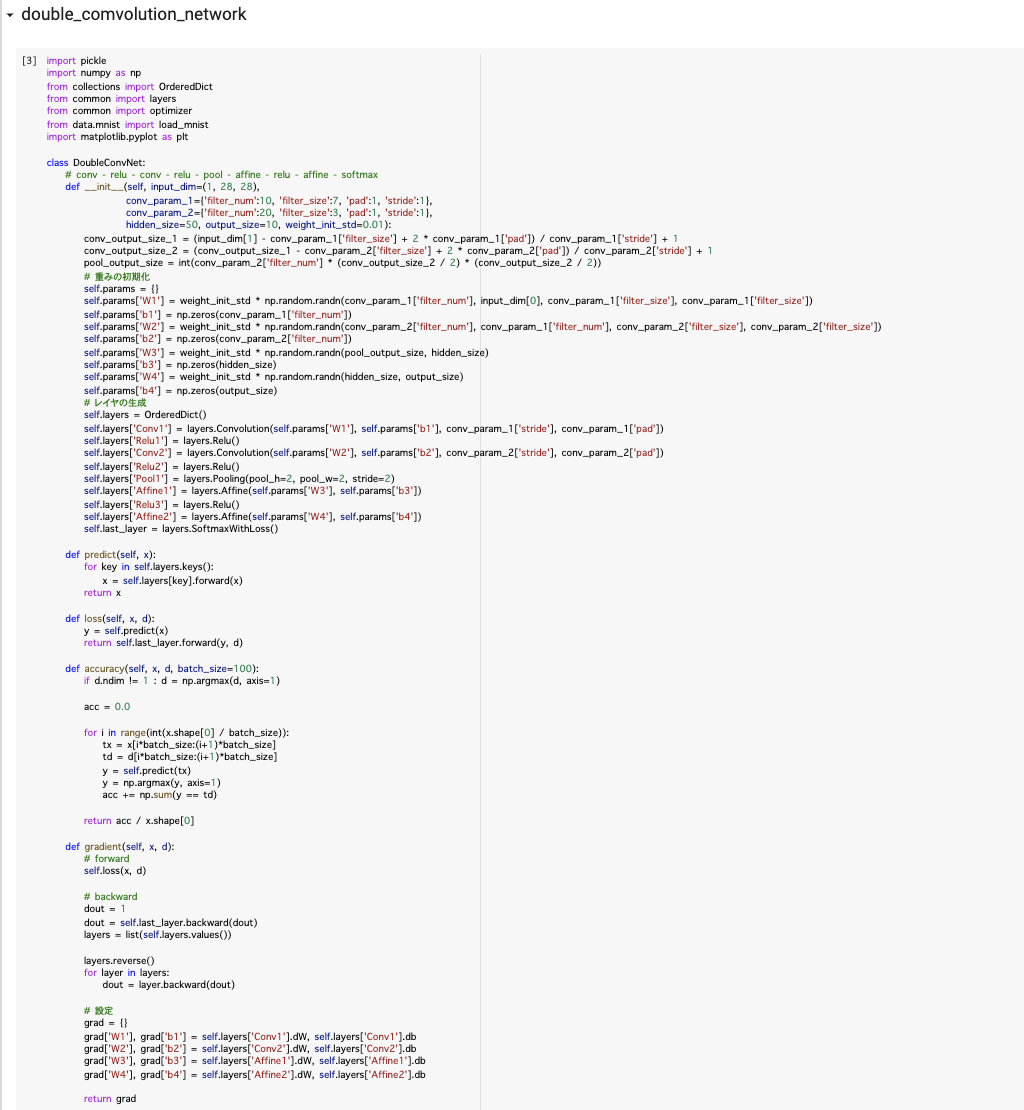 double_comvolution_network
[3] import pickle
import numpy as np
from collections import OrderedDict
from common import layers
from common import optimizer
from data.mnist import load_mnist
import matplotlib.pyplot as plt
class DoubleConvNet:
# conv - relu - conv - relu - pool - affine - relu - affine - softmax
def __init__(self, input_dim=(1, 28, 28),
conv_param_1={'filter_num':10, 'filter_size':7, 'pad':1, 'stride':1},
conv_param_2={'filter_num':20, 'filter_size':3, 'pad':1, 'stride':1},
hidden_size=50, output_size=10, weight_init_std=0.01):
conv_output_size_1 = (input_dim[1] - conv_param_1['filter_size'] + 2 * conv_param_1['pad']) / conv_param_1['stride'] + 1
conv_output_size_2 = (conv_output_size_1 - conv_param_2['filter_size'] + 2 * conv_param_2['pad']) / conv_param_2['stride'] + 1
pool_output_size = int(conv_param_2['filter_num'] * (conv_output_size_2 / 2) * (conv_output_size_2 / 2))
# 重みの初期化
self.params = {}
self.params['W1'] = weight_init_std * np.random.randn(conv_param_1['filter_num'], input_dim[0], conv_param_1['filter_size'], conv_param_1['filter_size'])
self.params['b1'] = np.zeros(conv_param_1['filter_num'])
self.params['W2'] = weight_init_std * np.random.randn(conv_param_2['filter_num'], conv_param_1['filter_num'], conv_param_2['filter_size'], conv_param_2['filter_size'])
self.params['b2'] = np.zeros(conv_param_2['filter_num'])
self.params['W3'] = weight_init_std * np.random.randn(pool_output_size, hidden_size)
self.params['b3'] = np.zeros(hidden_size)
self.params['W4'] = weight_init_std * np.random.randn(hidden_size, output_size)
self.params['b4'] = np.zeros(output_size)
# レイヤの生成
self.layers = OrderedDict()
self.layers['Conv1'] = layers.Convolution(self.params['W1'], self.params['b1'], conv_param_1['stride'], conv_param_1['pad'])
self.layers['Relu1'] = layers.Relu()
self.layers['Conv2'] = layers.Convolution(self.params['W2'], self.params['b2'], conv_param_2['stride'], conv_param_2['pad'])
self.layers['Relu2'] = layers.Relu()
self.layers['Pool1'] = layers.Pooling(pool_h=2, pool_w=2, stride=2)
self.layers['Affine1'] = layers.Affine(self.params['W3'], self.params['b3'])
self.layers['Relu3'] = layers.Relu()
self.layers['Affine2'] = layers.Affine(self.params['W4'], self.params['b4'])
self.last_layer = layers.SoftmaxWithLoss()
def predict(self, x):
for key in self.layers.keys():
x = self.layers[key].forward(x)
return x
def loss(self, x, d):
y = self.predict(x)
return self.last_layer.forward(y, d)
def accuracy(self, x, d, batch_size=100):
if d.ndim != 1 : d = np.argmax(d, axis=1)
acc = 0.0
for i in range(int(x.shape[0] / batch_size)):
tx = x[i*batch_size:(i+1)*batch_size]
td = d[i*batch_size:(i+1)*batch_size]
y = self.predict(tx)
y = np.argmax(y, axis=1)
acc += np.sum(y == td)
return acc / x.shape[0]
def gradient(self, x, d):
# forward
self.loss(x, d)
# backward
dout = 1
dout = self.last_layer.backward(dout)
layers = list(self.layers.values())
layers.reverse()
for layer in layers:
dout = layer.backward(dout)
# 設定
grad = {}
grad['W1'], grad['b1'] = self.layers['Conv1'].dW, self.layers['Conv1'].db
grad['W2'], grad['b2'] = self.layers['Conv2'].dW, self.layers['Conv2'].db
grad['W3'], grad['b3'] = self.layers['Affine1'].dW, self.layers['Affine1'].db
grad['W4'], grad['b4'] = self.layers['Affine2'].dW, self.layers['Affine2'].db
return grad